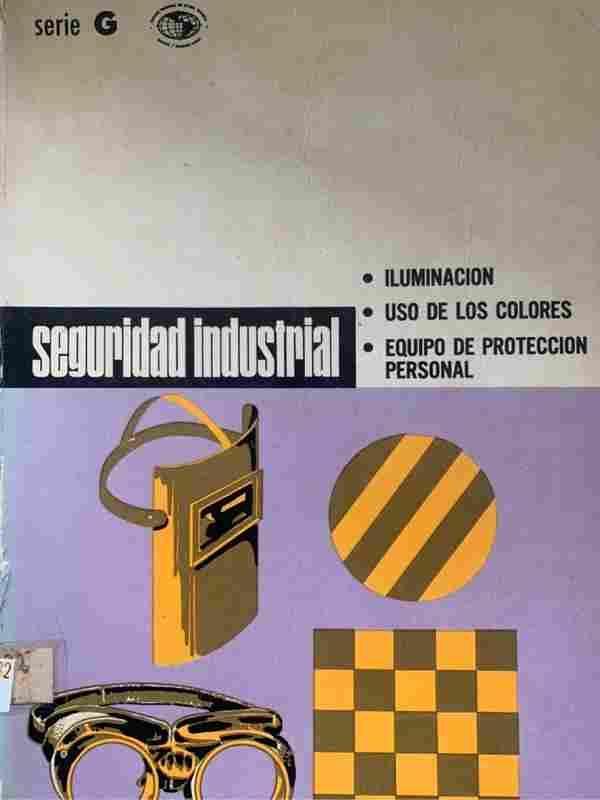 serie G
• ILUMINACION
• USO DE LOS COLORES
• EQUIPO DE PROTECCION
PERSONAL
seguridad industrial